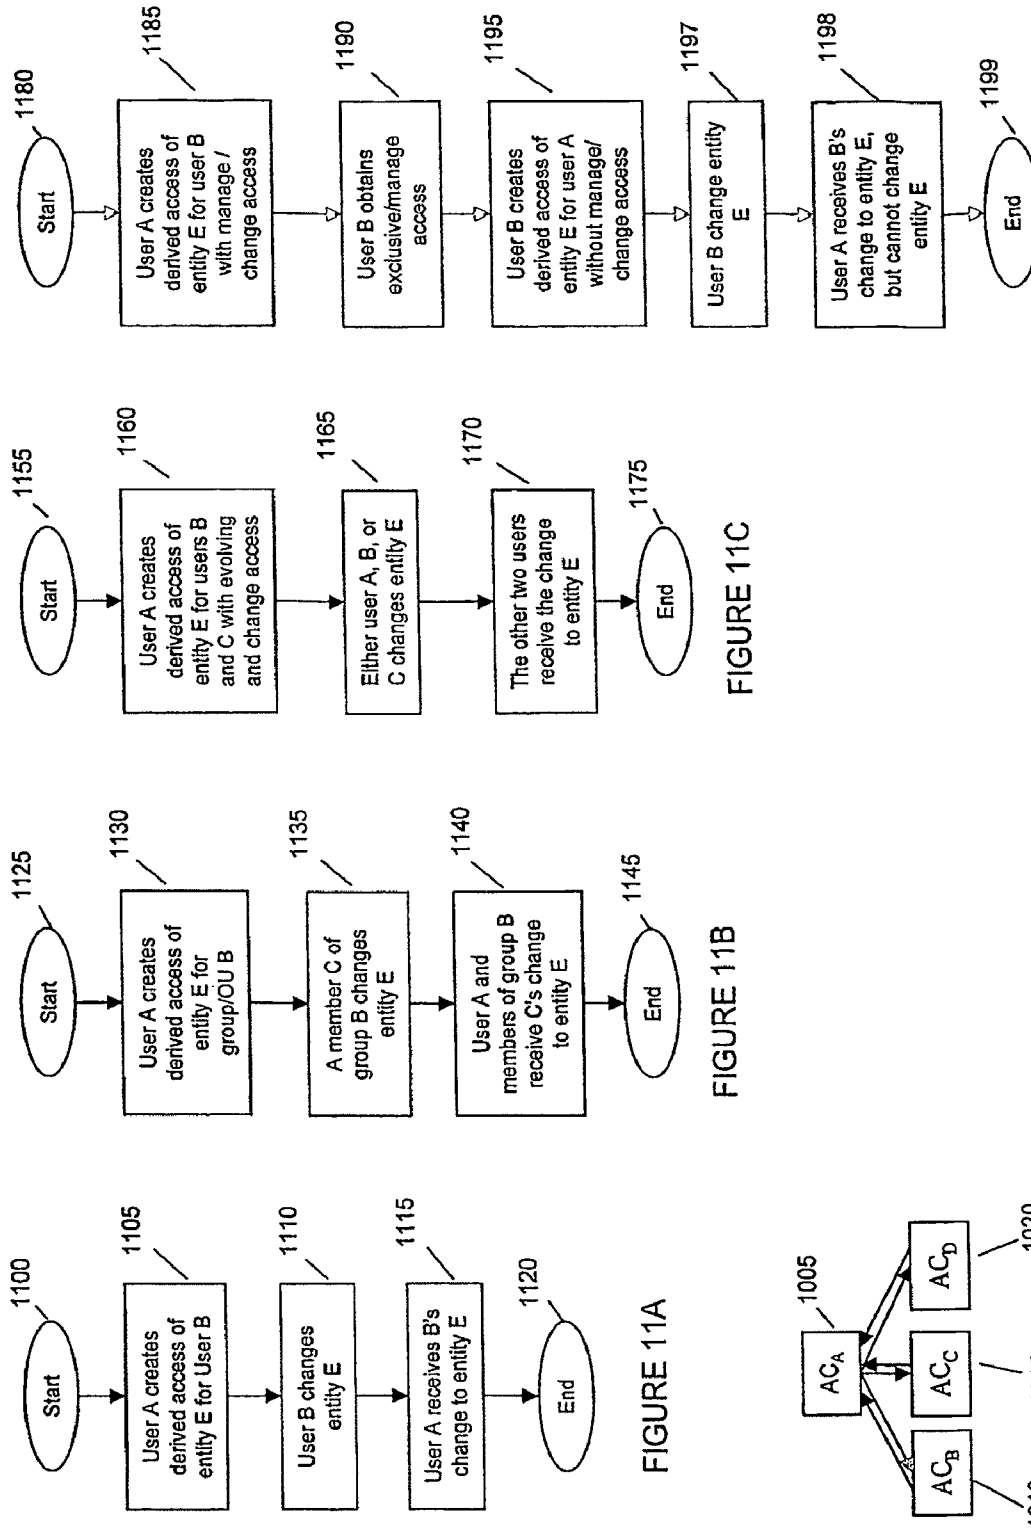 1100
Start
1105
User A creates
derived access of
entity E for User B
1110
User B changes
entity E
1115
User A receives B's
change to entity E
1120
End
FIGURE 11A
1125
Start
1130
User A creates
derived access of
entity E for
group/OU B
1135
A member C of
group B changes
entity E
1140
User A and
members of group B
receive C's change
to entity E
1145
End
FIGURE 11B
1155
Start
1160
User A creates
derived access of
entity E for users B
and C with evolving
and change access
1165
Either user A, B, or
C changes entity E
1170
The other two users
receive the change
to entity E
1175
End
FIGURE 11C
1180
Start
1185
User A creates
derived access of
entity E for user B
with manage /
change access
1190
User B obtains
exclusive/manage
access
1195
User B creates
derived access of
entity E for user A
without manage/
change access
1197
User B change entity
E
1198
User A receives B's
change to entity E,
but cannot change
entity E
1199
End
1005
AC_A
AC_B
AC_C
AC_D